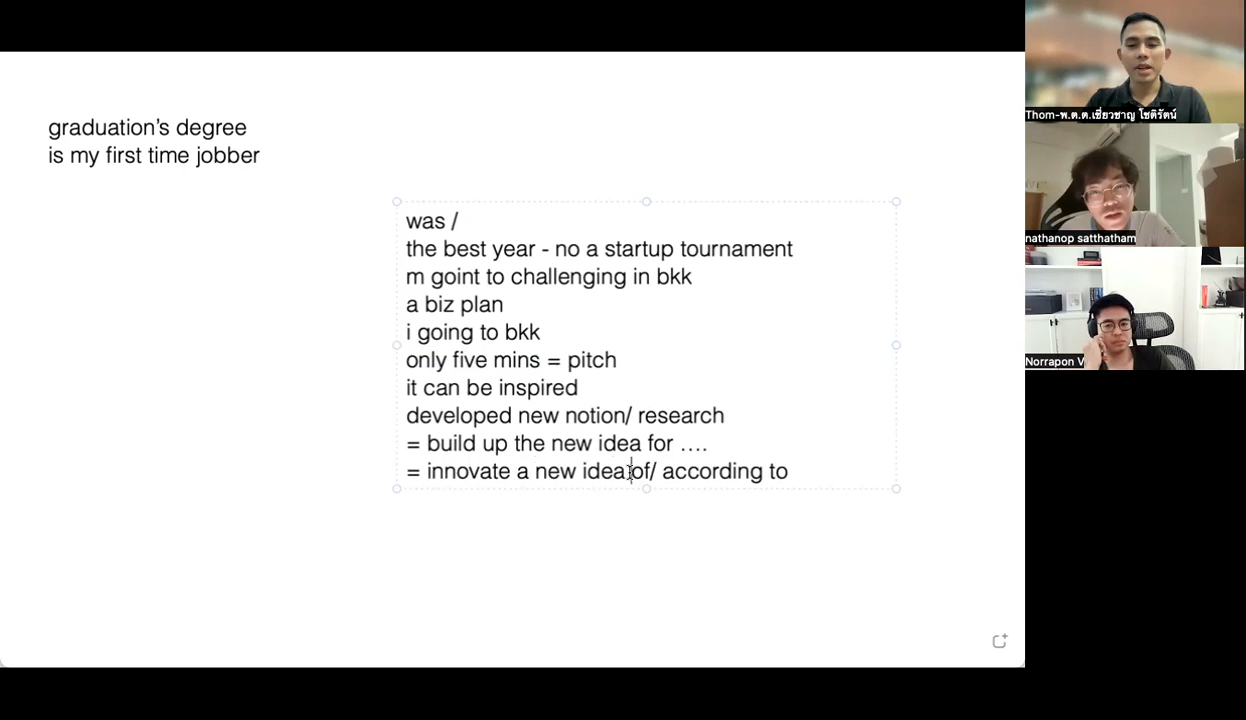 graduation's degree
is my first time jobber
was /
the best year - no a startup tournament
m goint to challenging in bkk
a biz plan
i going to bkk
only five mins = pitch
it can be inspired
developed new notion/ research
= build up the new idea for ….
= innovate a new idea of/ according to
Thom-พ.ต.ต.เชี่ยวชาญ โชติรัตน์
nathanop satthatham
Norrapon V